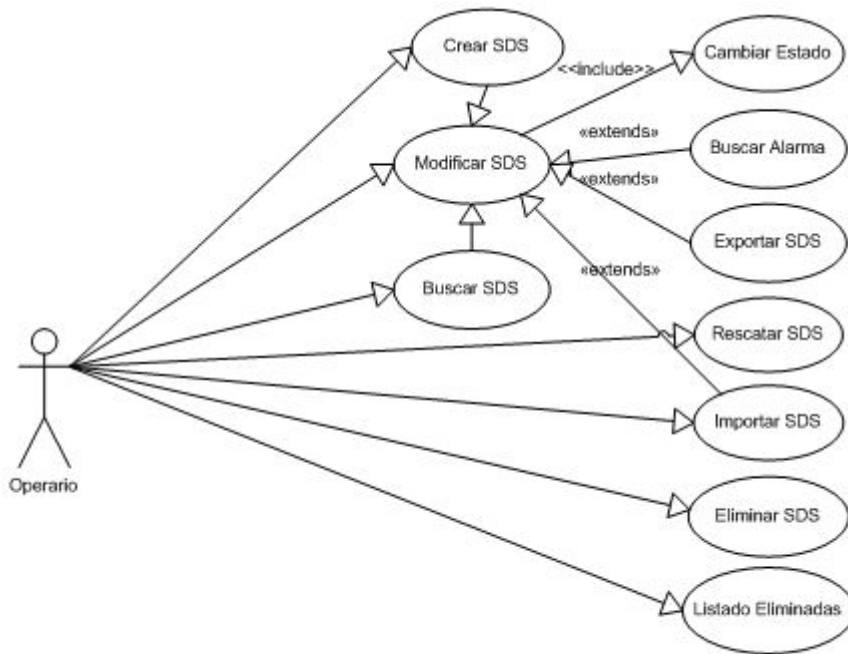 Crear SDS
Cambiar Estado
<<include>>
Modificar SDS
«extends»
Buscar Alarma
«extends»
Exportar SDS
«extends»
Buscar SDS
Rescatar SDS
Importar SDS
Operario
Eliminar SDS
Listado Eliminadas